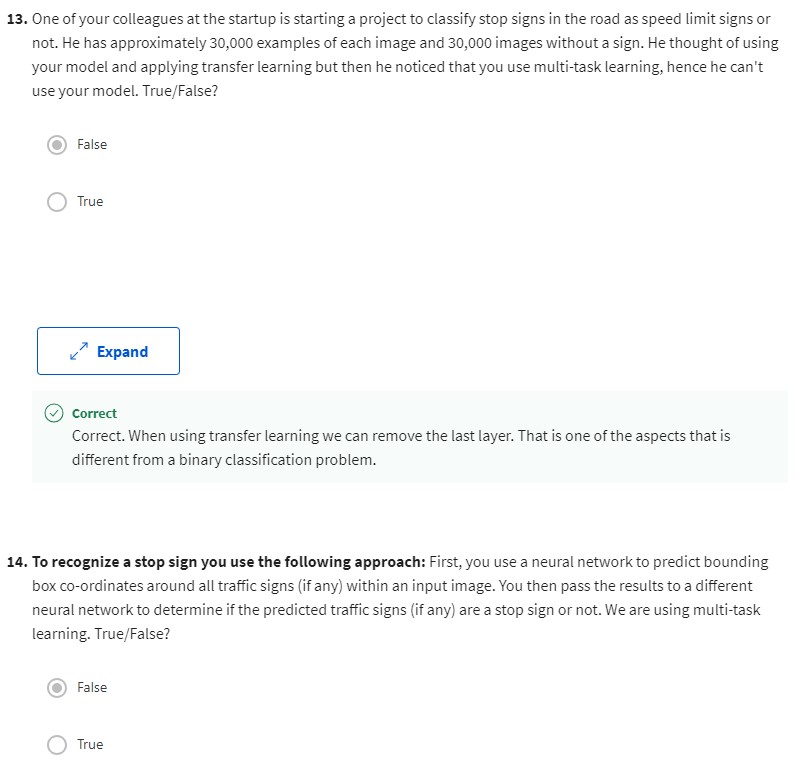 13. One of your colleagues at the startup is starting a project to classify stop signs in the road as speed limit signs or
not. He has approximately 30,000 examples of each image and 30,000 images without a sign. He thought of using
your model and applying transfer learning but then he noticed that you use multi-task learning, hence he can't
use your model. True/False?
False
True
Expand
Correct
Correct. When using transfer learning we can remove the last layer. That is one of the aspects that is
different from a binary classification problem.
14. To recognize a stop sign you use the following approach: First, you use a neural network to predict bounding
box co-ordinates around all traffic signs (if any) within an input image. You then pass the results to a different
neural network to determine if the predicted traffic signs (if any) are a stop sign or not. We are using multi-task
learning. True/False?
False
True